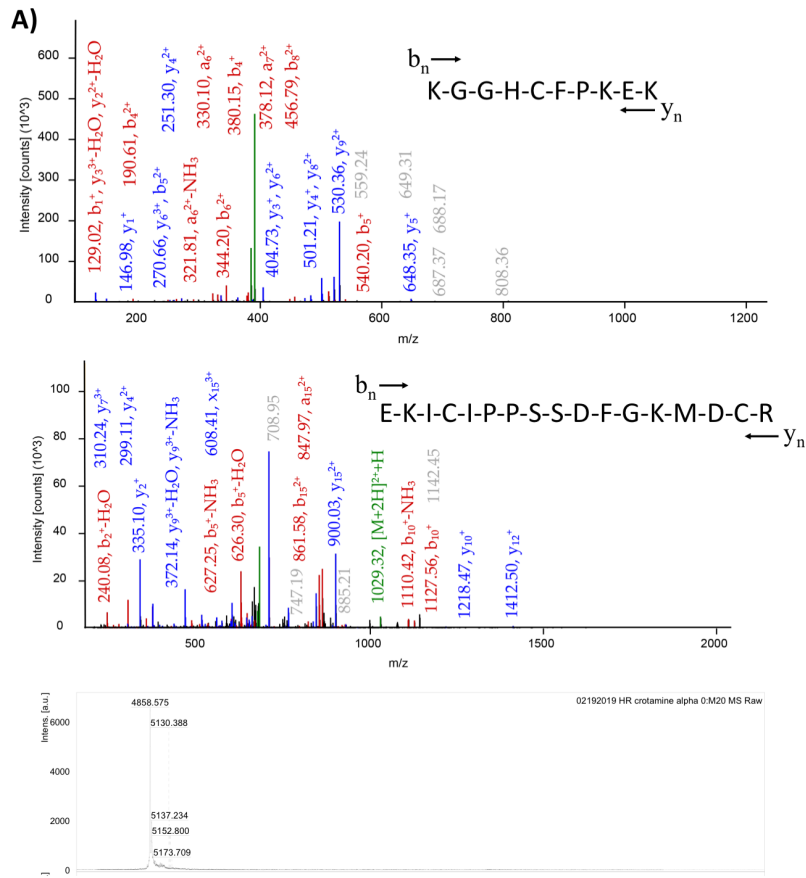 A)
Intensity [counts] (10^3)
600
500
400
300
200
100
0
129.02, b₁⁺, y₃³⁺-H₂O, y₂²⁺-H₂O
190.61, b₄²⁺
146.98, y₁⁺
251.30, y₄²⁺
270.66, y₆³⁺, b₅²⁺
330.10, a₆²⁺
321.81, a₆²⁺-NH₃
380.15, b₄⁺
344.20, b₆²⁺
378.12, a₇²⁺
456.79, b₈²⁺
404.73, y₃⁺, y₆²⁺
501.21, y₄⁺, y₈²⁺
530.36, y₉²⁺
559.24
540.20, b₅⁺
649.31
648.35, y₅⁺
688.17
687.37
808.36
bₙ
K-G-G-H-C-F-P-K-E-K
yₙ
200
400
600
800
1000
1200
m/z
Intensity [counts] (10^3)
100
80
60
40
20
0
310.24, y₇³⁺
240.08, b₂⁺-H₂O
299.11, y₄²⁺
335.10, y₂⁺
372.14, y₉³⁺-H₂O, y₉³⁺-NH₃
608.41, x₁₅³⁺
627.25, b₅⁺-NH₃
626.30, b₅⁺-H₂O
708.95
747.19
847.97, a₁₅²⁺
861.58, b₁₅²⁺
885.21
900.03, y₁₅²⁺
1029.32, [M+2H]²⁺+H
1110.42, b₁₀⁺-NH₃
1142.45
1127.56, b₁₀⁺
1218.47, y₁₀⁺
1412.50, y₁₂⁺
bₙ
E-K-I-C-I-P-P-S-S-D-F-G-K-M-D-C-R
yₙ
500
1000
1500
2000
m/z
Intens. [a.u.]
02192019 HR crotamine alpha 0:M20 MS Raw
6000
4000
2000
0
4858.575
5130.388
5137.234
5152.800
5173.709